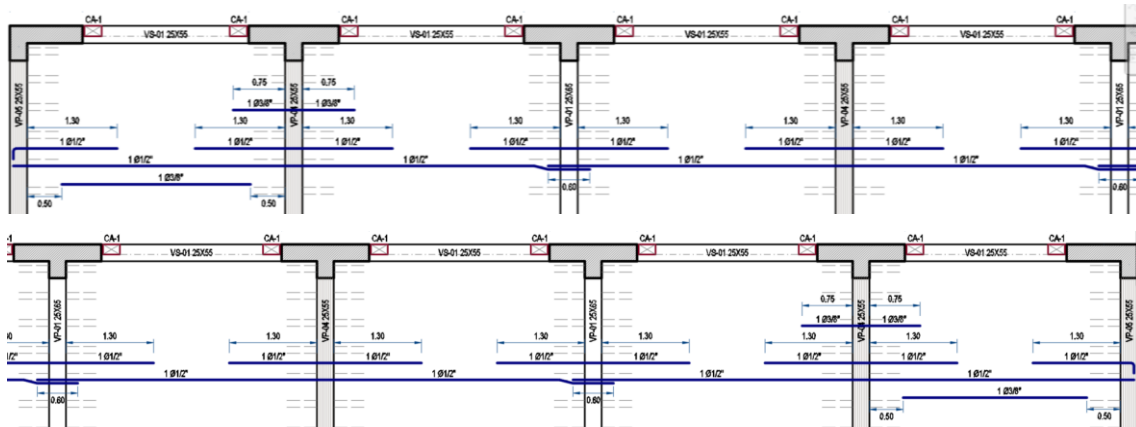 CA-1 CA-1 CA-1 CA-1 CA-1 CA-1 CA-1
VS-01 25X55 VS-01 25X55 VS-01 25X55 VS-01 25X55
VP-05 25X55 VP-04 25X55 VP-01 25X65 VP-04 25X55 VP-01 25X65
0.75 0.75
1 Ø3/8" 1 Ø3/8"
1.30 1.30 1.30 1.30 1.30 1.30 1.30 1.30
1 Ø1/2" 1 Ø1/2" 1 Ø1/2" 1 Ø1/2" 1 Ø1/2" 1 Ø1/2" 1 Ø1/2" 1 Ø1/2"
1 Ø1/2" 1 Ø1/2" 1 Ø1/2" 1 Ø1/2"
1 Ø3/8"
0.50 0.50 0.60 0.60
CA-1 CA-1 CA-1 CA-1 CA-1 CA-1 CA-1
VS-01 25X55 VS-01 25X55 VS-01 25X55 VS-01 25X55
VP-01 25X65 VP-04 25X55 VP-01 25X65 VP-04 25X55 VP-05 25X55
0.75 0.75
1 Ø3/8" 1 Ø3/8"
1.30 1.30 1.30 1.30 1.30 1.30 1.30 1.30
1 Ø1/2" 1 Ø1/2" 1 Ø1/2" 1 Ø1/2" 1 Ø1/2" 1 Ø1/2" 1 Ø1/2" 1 Ø1/2"
1 Ø1/2" 1 Ø1/2" 1 Ø1/2" 1 Ø1/2"
1 Ø3/8"
0.60 0.60 0.50 0.50